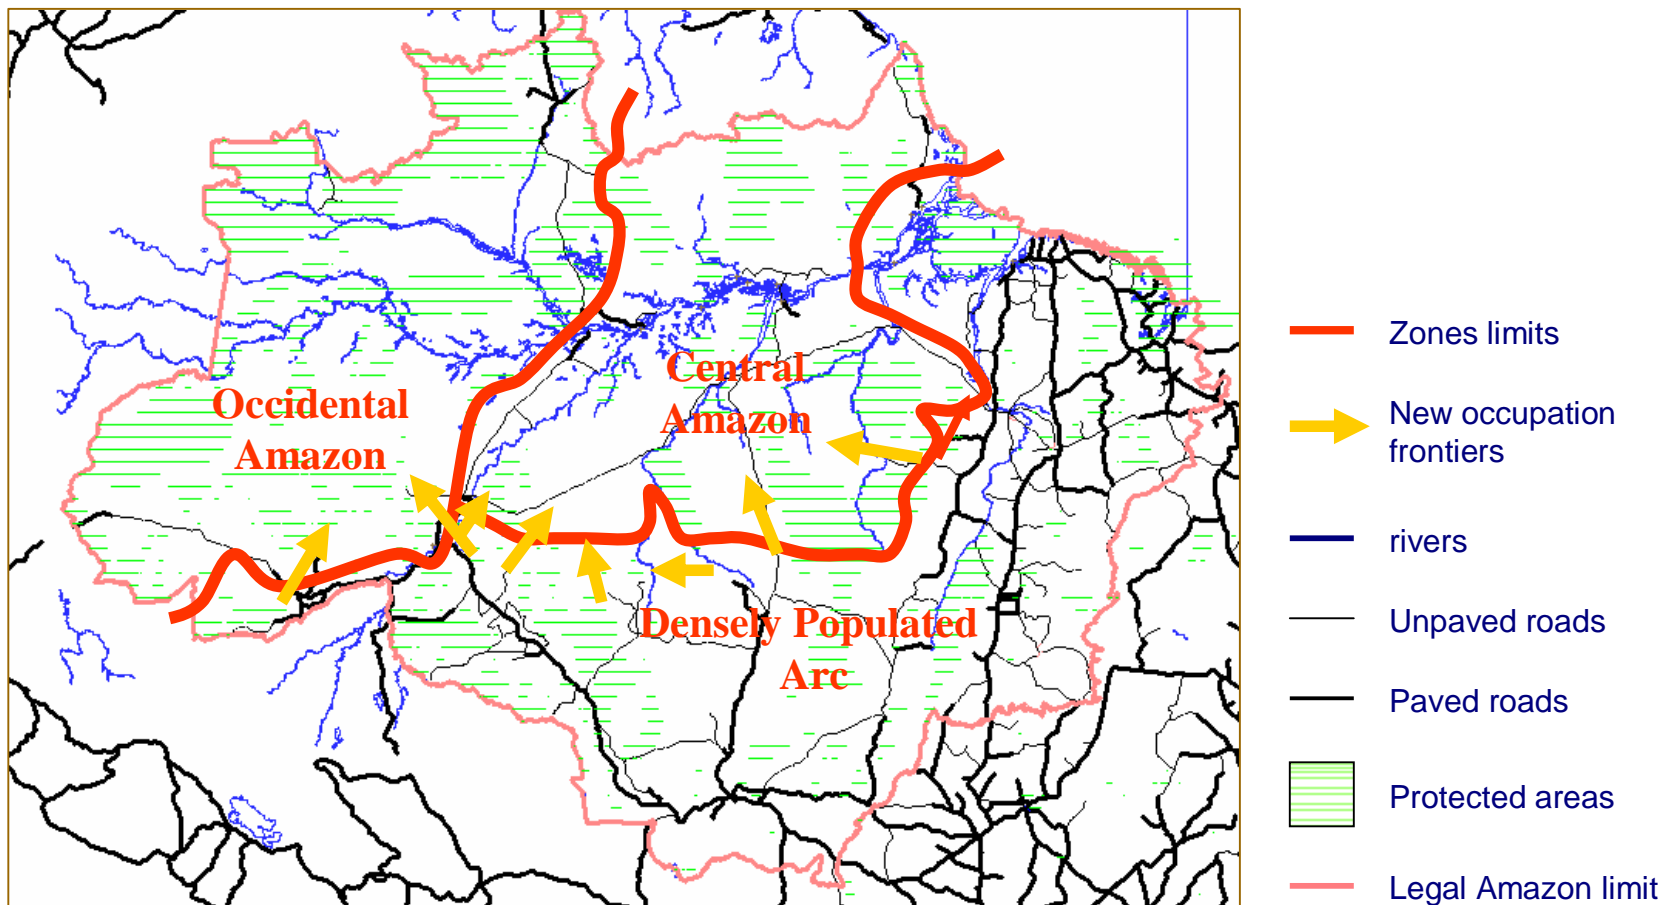 Occidental
Amazon
Central
Amazon
Densely Populated
Arc
Zones limits
New occupation
frontiers
rivers
Unpaved roads
Paved roads
Protected areas
Legal Amazon limit